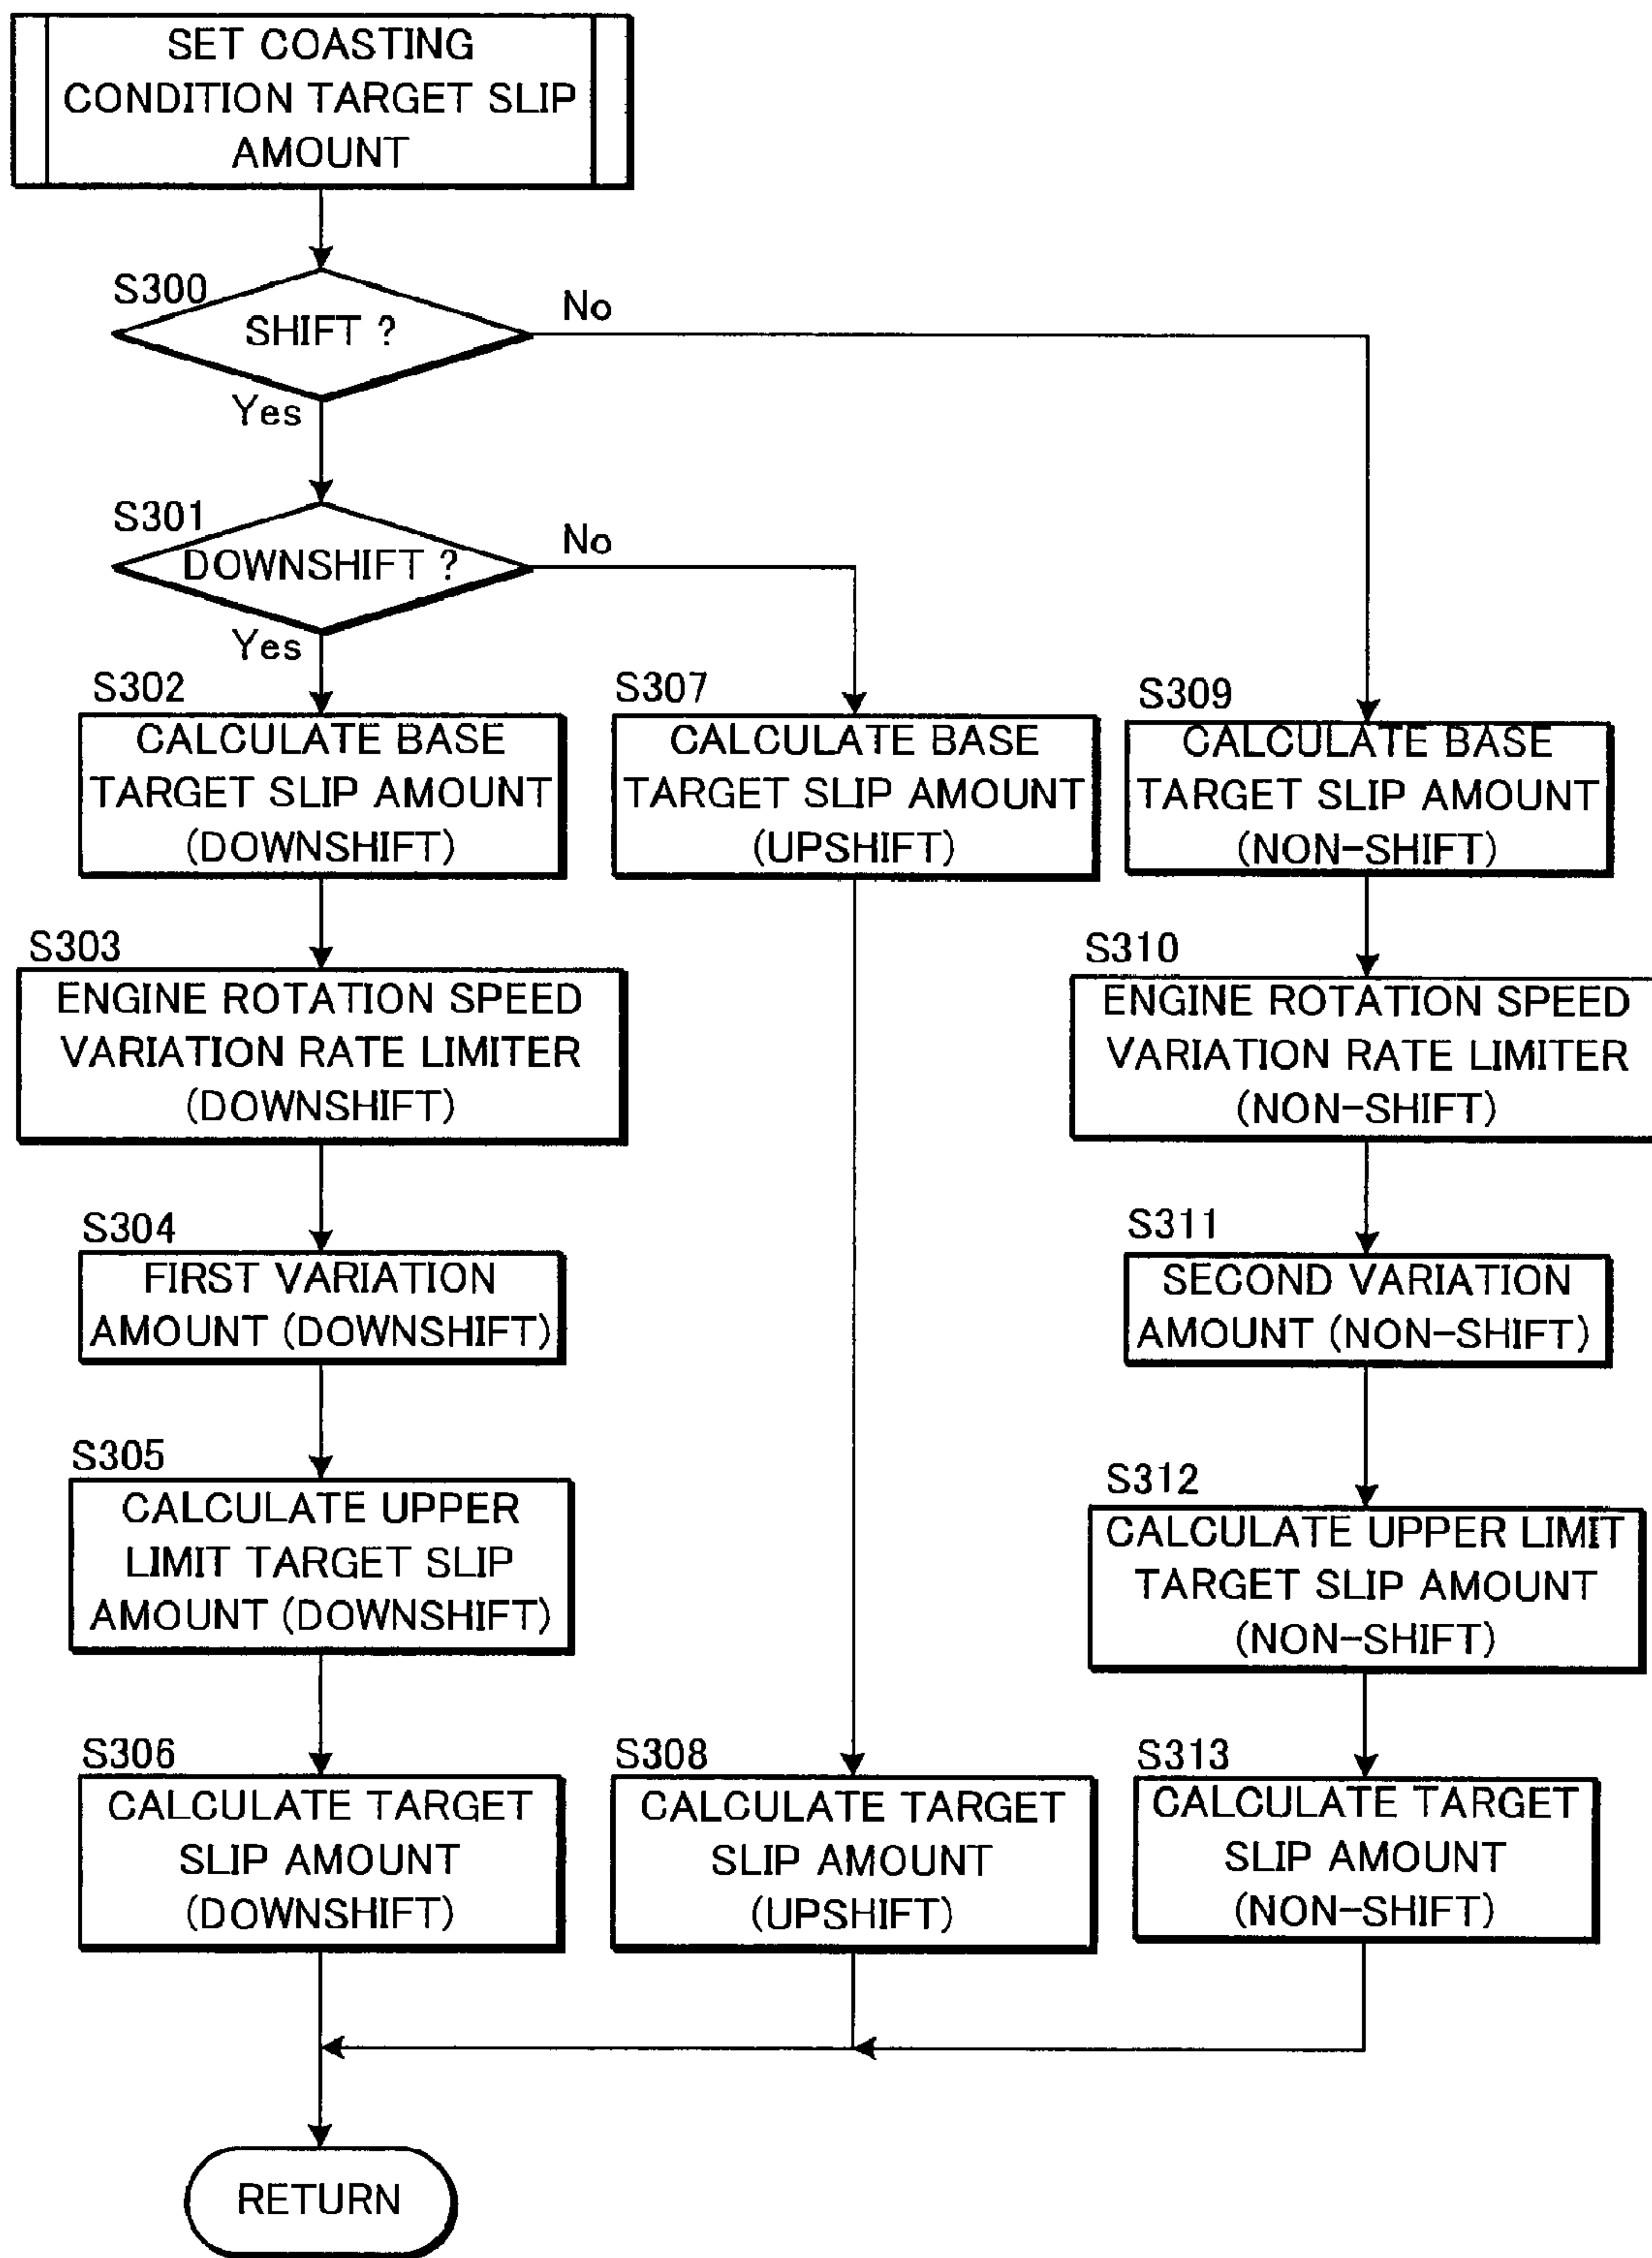 SET COASTING
CONDITION TARGET SLIP
AMOUNT
S300
SHIFT ?
No
Yes
S301
DOWNSHIFT ?
No
Yes
S302
CALCULATE BASE
TARGET SLIP AMOUNT
(DOWNSHIFT)
S303
ENGINE ROTATION SPEED
VARIATION RATE LIMITER
(DOWNSHIFT)
S304
FIRST VARIATION
AMOUNT (DOWNSHIFT)
S305
CALCULATE UPPER
LIMIT TARGET SLIP
AMOUNT (DOWNSHIFT)
S306
CALCULATE TARGET
SLIP AMOUNT
(DOWNSHIFT)
S307
CALCULATE BASE
TARGET SLIP AMOUNT
(UPSHIFT)
S308
CALCULATE TARGET
SLIP AMOUNT
(UPSHIFT)
S309
CALCULATE BASE
TARGET SLIP AMOUNT
(NON-SHIFT)
S310
ENGINE ROTATION SPEED
VARIATION RATE LIMITER
(NON-SHIFT)
S311
SECOND VARIATION
AMOUNT (NON-SHIFT)
S312
CALCULATE UPPER LIMIT
TARGET SLIP AMOUNT
(NON-SHIFT)
S313
CALCULATE TARGET
SLIP AMOUNT
(NON-SHIFT)
RETURN